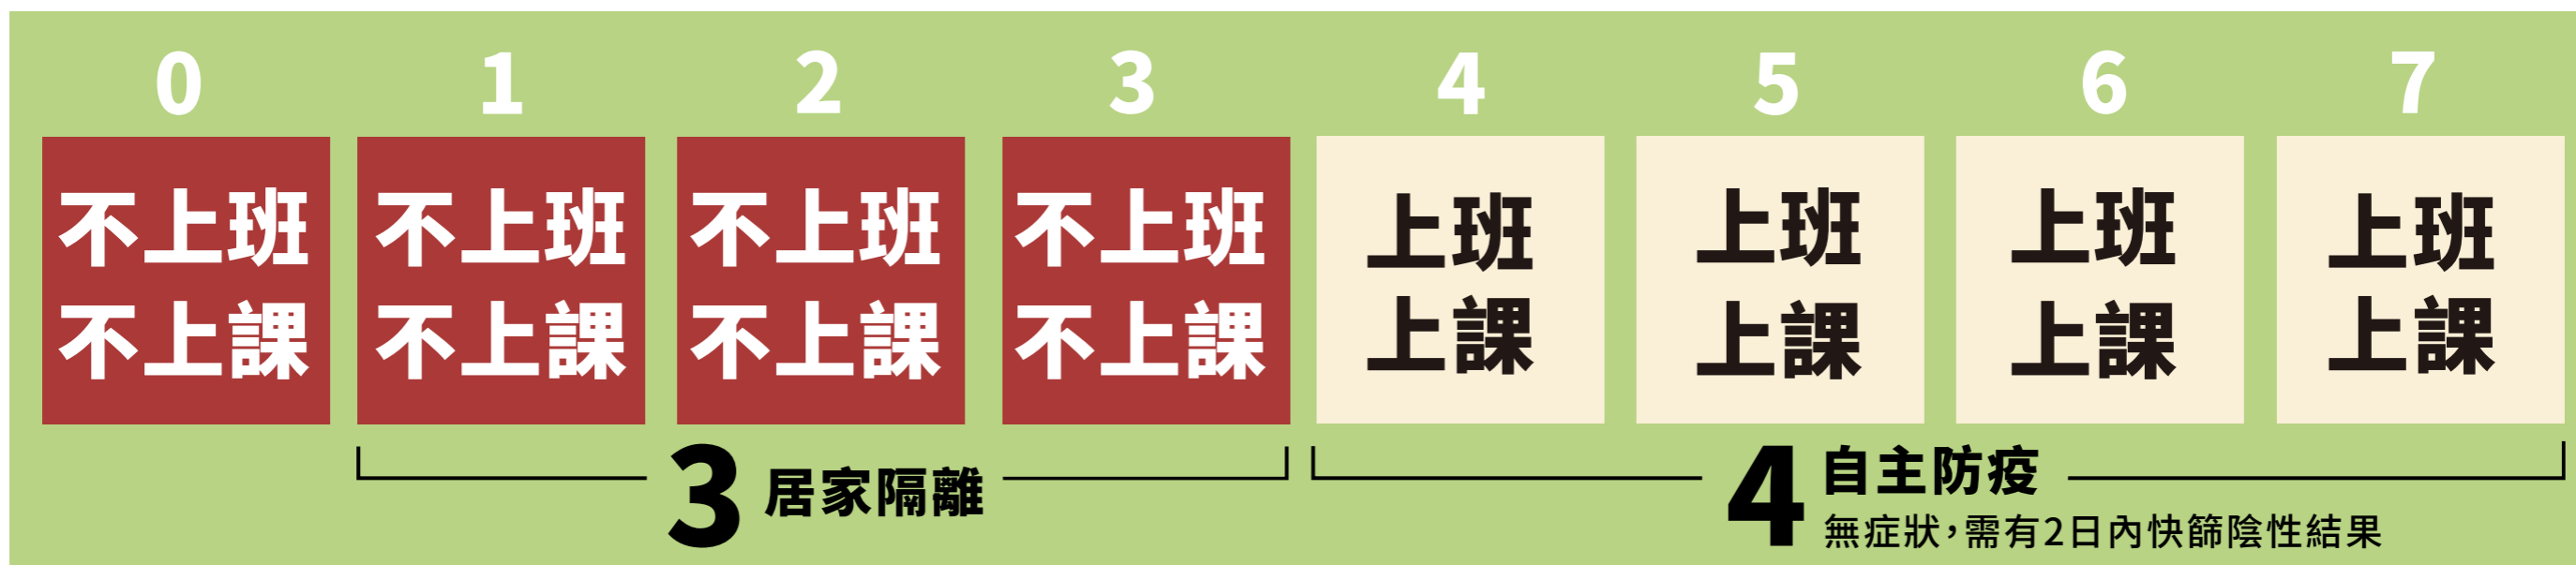 0 1 2 3 4 5 6 7
不上班 不上班 不上班 不上班 上班 上班 上班 上班
不上課 不上課 不上課 不上課 上課 上課 上課 上課
3 居家隔離 4 自主防疫
無症狀，需有2日內快篩陰性結果